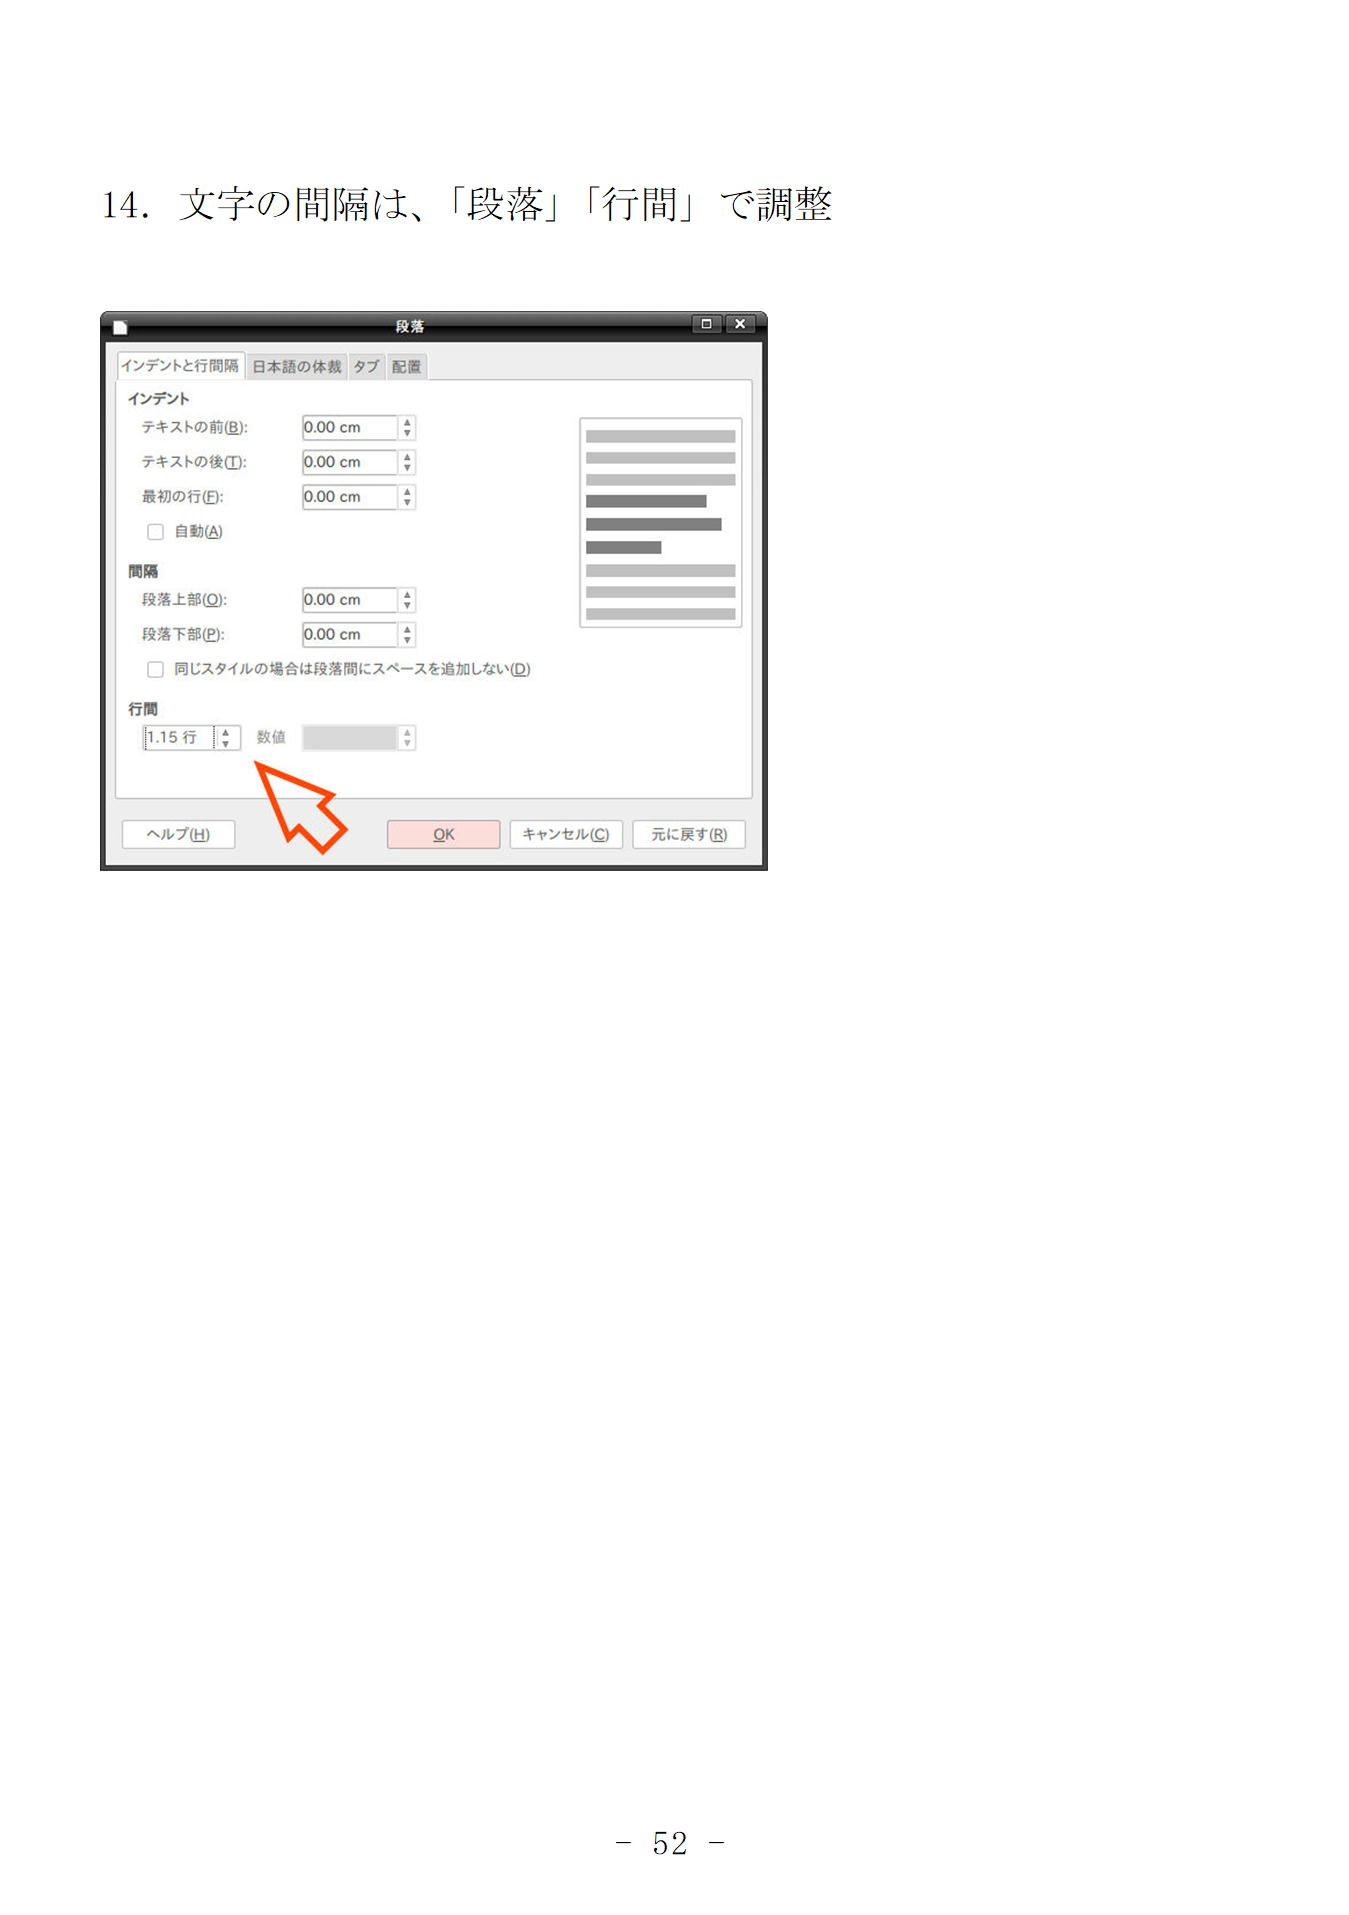 14. 文字の間隔は、「段落」「行間」で調整
段落
インデントと行間隔 日本語の体裁 タブ 配置
インデント
テキストの前(B): 0.00 cm
テキストの後(T): 0.00 cm
最初の行(F): 0.00 cm
自動(A)
間隔
段落上部(O): 0.00 cm
段落下部(P): 0.00 cm
同じスタイルの場合は段落間にスペースを追加しない(D)
行間
1.15 行 数値
ヘルプ(H) OK キャンセル(C) 元に戻す(R)
- 52 -